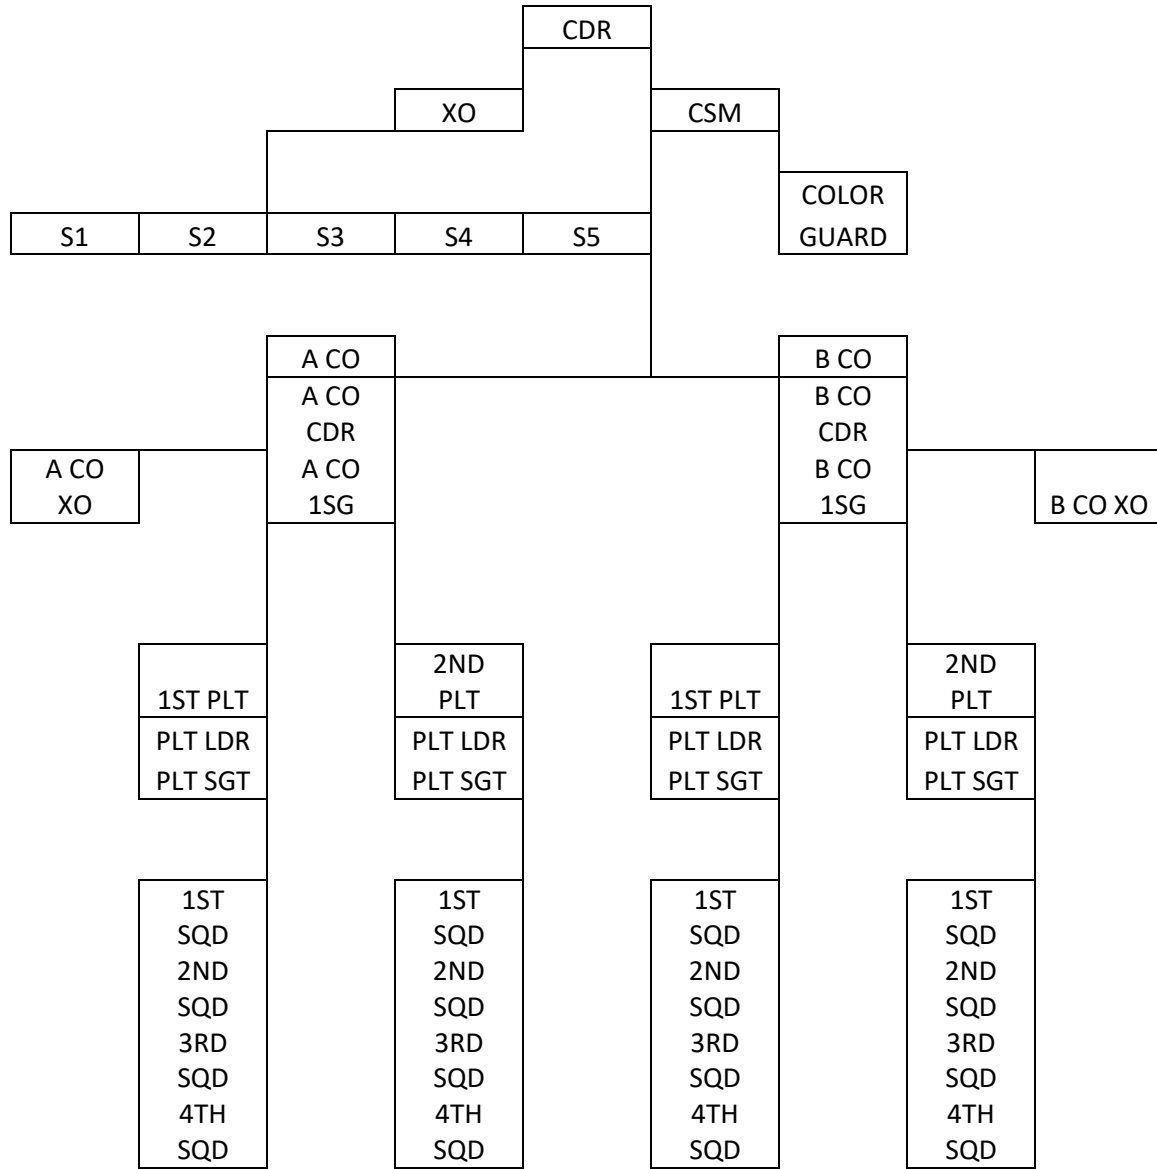 CDR
XO
CSM
COLOR
GUARD
S1
S2
S3
S4
S5
A CO
B CO
A CO
CDR
A CO
1SG
B CO
CDR
B CO
1SG
A CO
XO
B CO XO
1ST PLT
PLT LDR
PLT SGT
2ND
PLT
PLT LDR
PLT SGT
1ST PLT
PLT LDR
PLT SGT
2ND
PLT
PLT LDR
PLT SGT
1ST
SQD
2ND
SQD
3RD
SQD
4TH
SQD
1ST
SQD
2ND
SQD
3RD
SQD
4TH
SQD
1ST
SQD
2ND
SQD
3RD
SQD
4TH
SQD
1ST
SQD
2ND
SQD
3RD
SQD
4TH
SQD